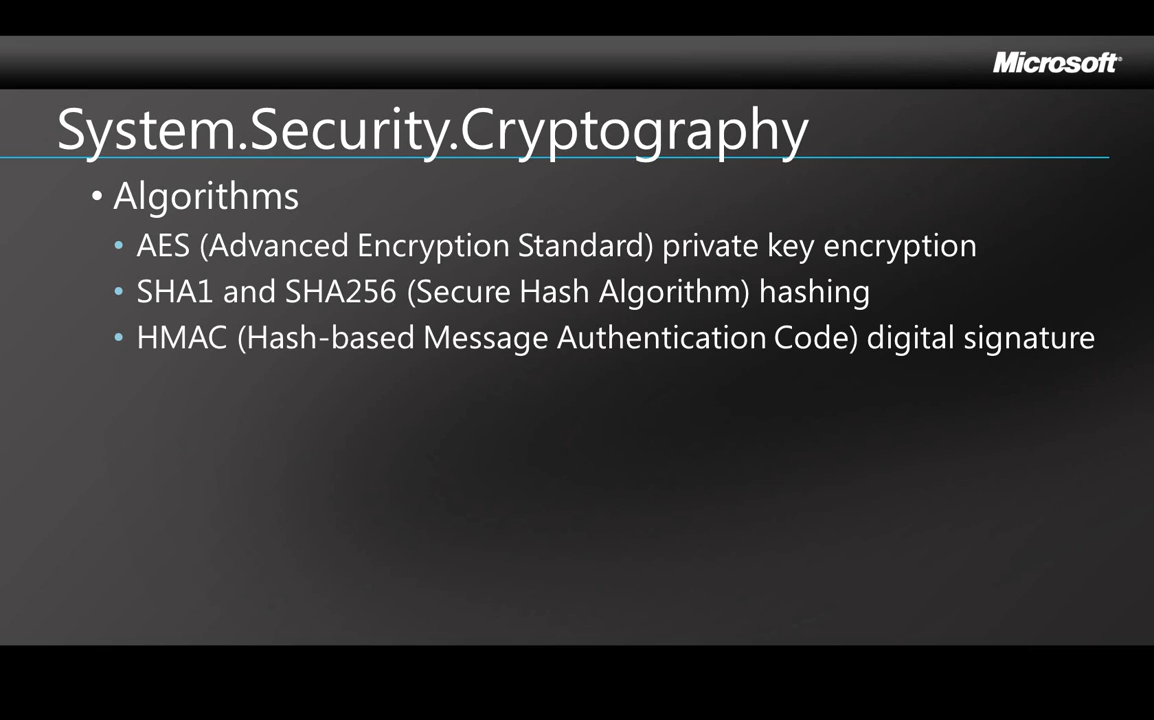 Microsoft®
System.Security.Cryptography
• Algorithms
• AES (Advanced Encryption Standard) private key encryption
• SHA1 and SHA256 (Secure Hash Algorithm) hashing
• HMAC (Hash-based Message Authentication Code) digital signature